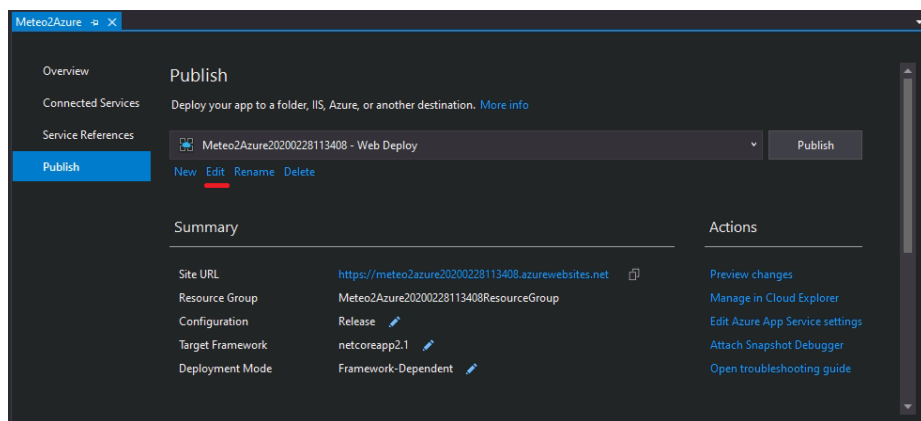 Meteo2Azure
Overview
Connected Services
Service References
Publish
Publish
Deploy your app to a folder, IIS, Azure, or another destination. More info
Meteo2Azure20200228113408 - Web Deploy
Publish
New Edit Rename Delete
Summary
Site URL https://meteo2azure20200228113408.azurewebsites.net
Resource Group Meteo2Azure20200228113408ResourceGroup
Configuration Release
Target Framework netcoreapp2.1
Deployment Mode Framework-Dependent
Actions
Preview changes
Manage in Cloud Explorer
Edit Azure App Service settings
Attach Snapshot Debugger
Open troubleshooting guide